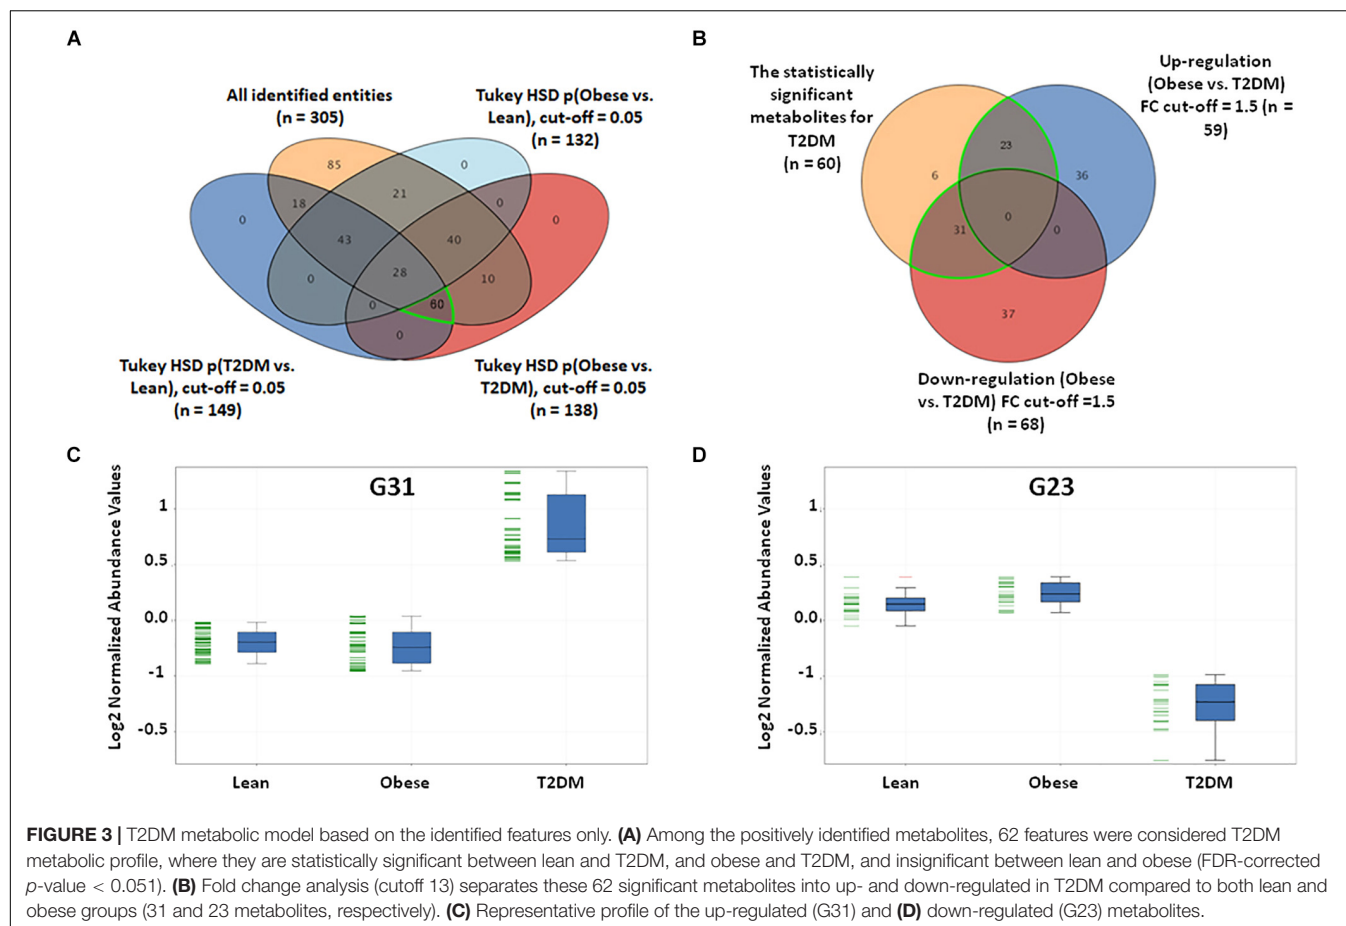 A
All identified entities
(n = 305)
Tukey HSD p(Obese vs.
Lean), cut-off = 0.05
(n = 132)
85
0
18
21
0
0
0
43
40
0
28
10
0
60
0
Tukey HSD p(T2DM vs.
Lean), cut-off = 0.05
(n = 149)
Tukey HSD p(Obese vs.
T2DM), cut-off = 0.05
(n = 138)
B
The statistically
significant
metabolites for
T2DM
(n = 60)
Up-regulation
(Obese vs. T2DM)
FC cut-off = 1.5 (n =
59)
23
6
36
0
31
0
37
Down-regulation (Obese
vs. T2DM) FC cut-off =1.5
(n = 68)
C
Log2 Normalized Abundance Values
G31
1
0.5
0.0
-1
-0.5
Lean
Obese
T2DM
D
Log2 Normalized Abundance Values
G23
1
0.5
0.0
-1
-0.5
Lean
Obese
T2DM
FIGURE 3 | T2DM metabolic model based on the identified features only. (A) Among the positively identified metabolites, 62 features were considered T2DM
metabolic profile, where they are statistically significant between lean and T2DM, and obese and T2DM, and insignificant between lean and obese (FDR-corrected
p-value < 0.051). (B) Fold change analysis (cutoff 13) separates these 62 significant metabolites into up- and down-regulated in T2DM compared to both lean and
obese groups (31 and 23 metabolites, respectively). (C) Representative profile of the up-regulated (G31) and (D) down-regulated (G23) metabolites.